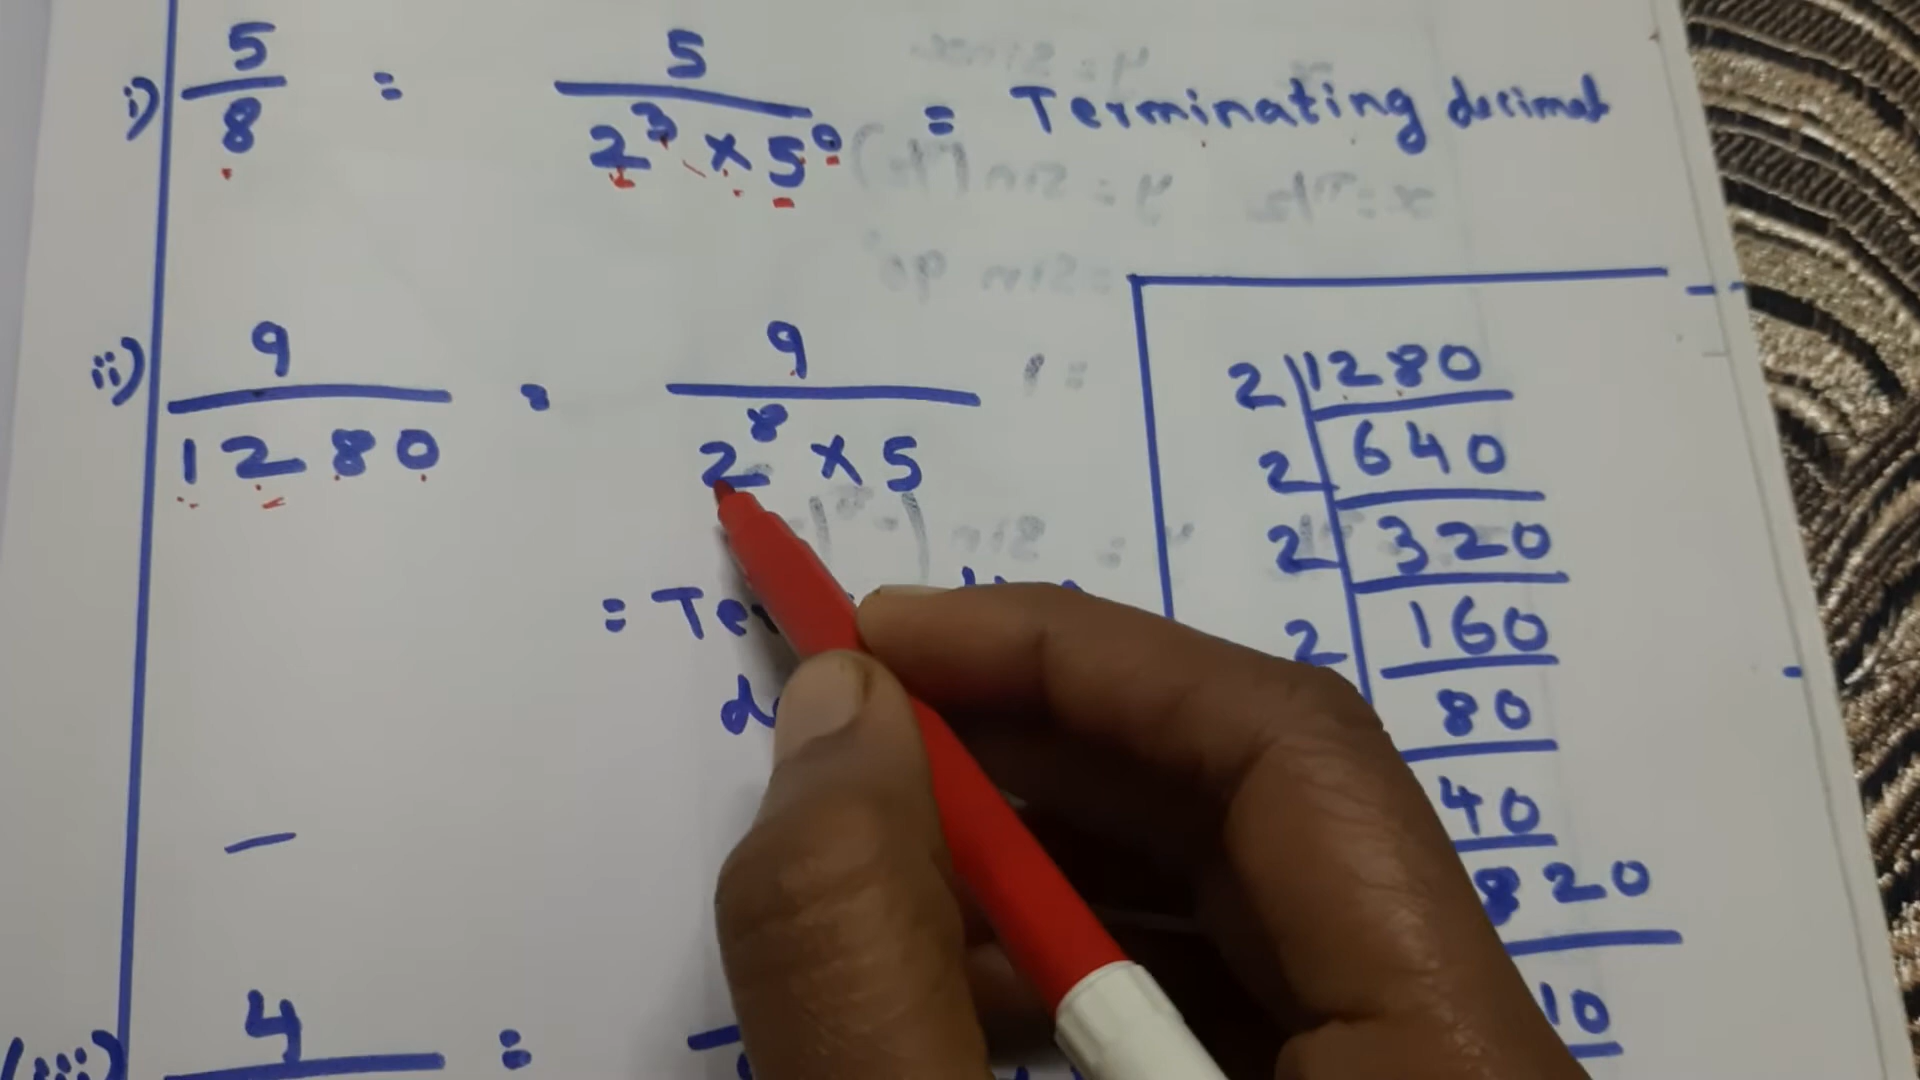 i) 5/8 = 5/(2³ × 5⁰) = Terminating decimal
ii) 9/1280 = 9/(2⁸ × 5)
=
2 | 1280
2 | 640
2 | 320
2 | 160
80
40
20
10
(iii) 4 =